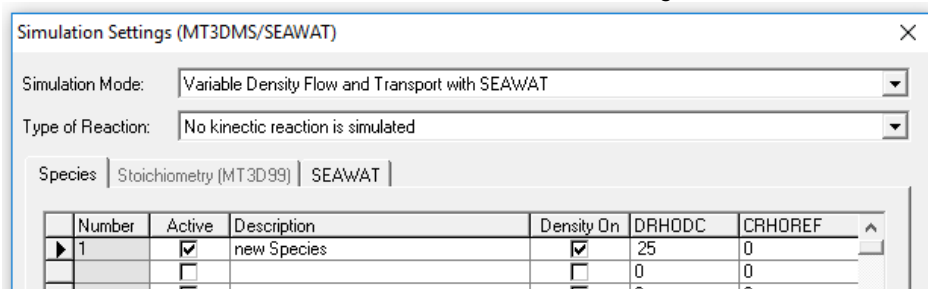 Simulation Settings (MT3DMS/SEAWAT)
Simulation Mode: Variable Density Flow and Transport with SEAWAT
Type of Reaction: No kinetic reaction is simulated
Species Stoichiometry (MT3D99) SEAWAT
Number Active Description Density On DRHODC CRHOREF
1 new Species 25 0
0 0